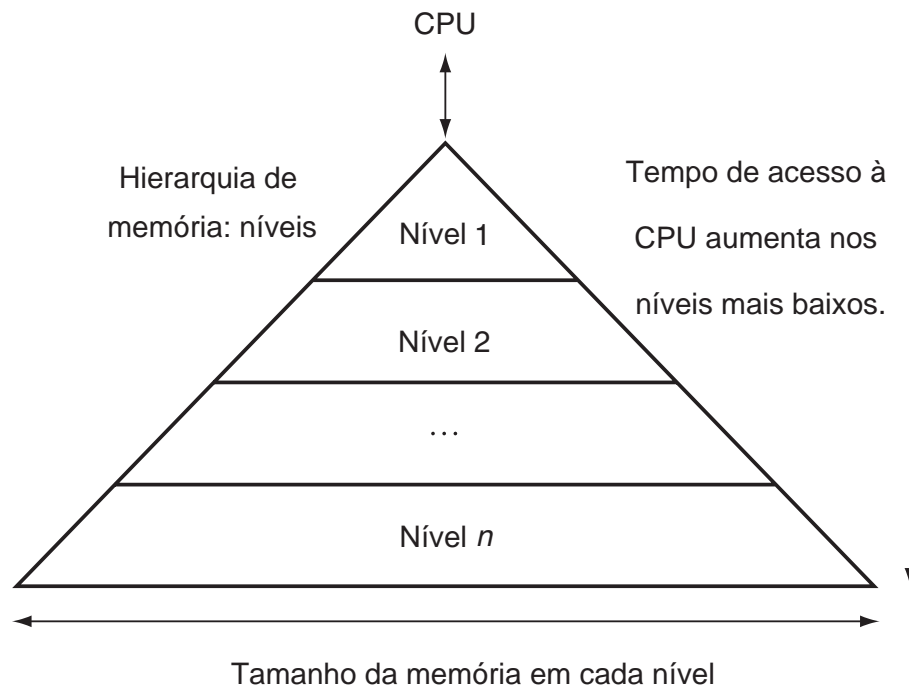 CPU
Hierarquia de
memória: níveis
Tempo de acesso à
CPU aumenta nos
níveis mais baixos.
Nível 1
Nível 2
...
Nível n
Tamanho da memória em cada nível